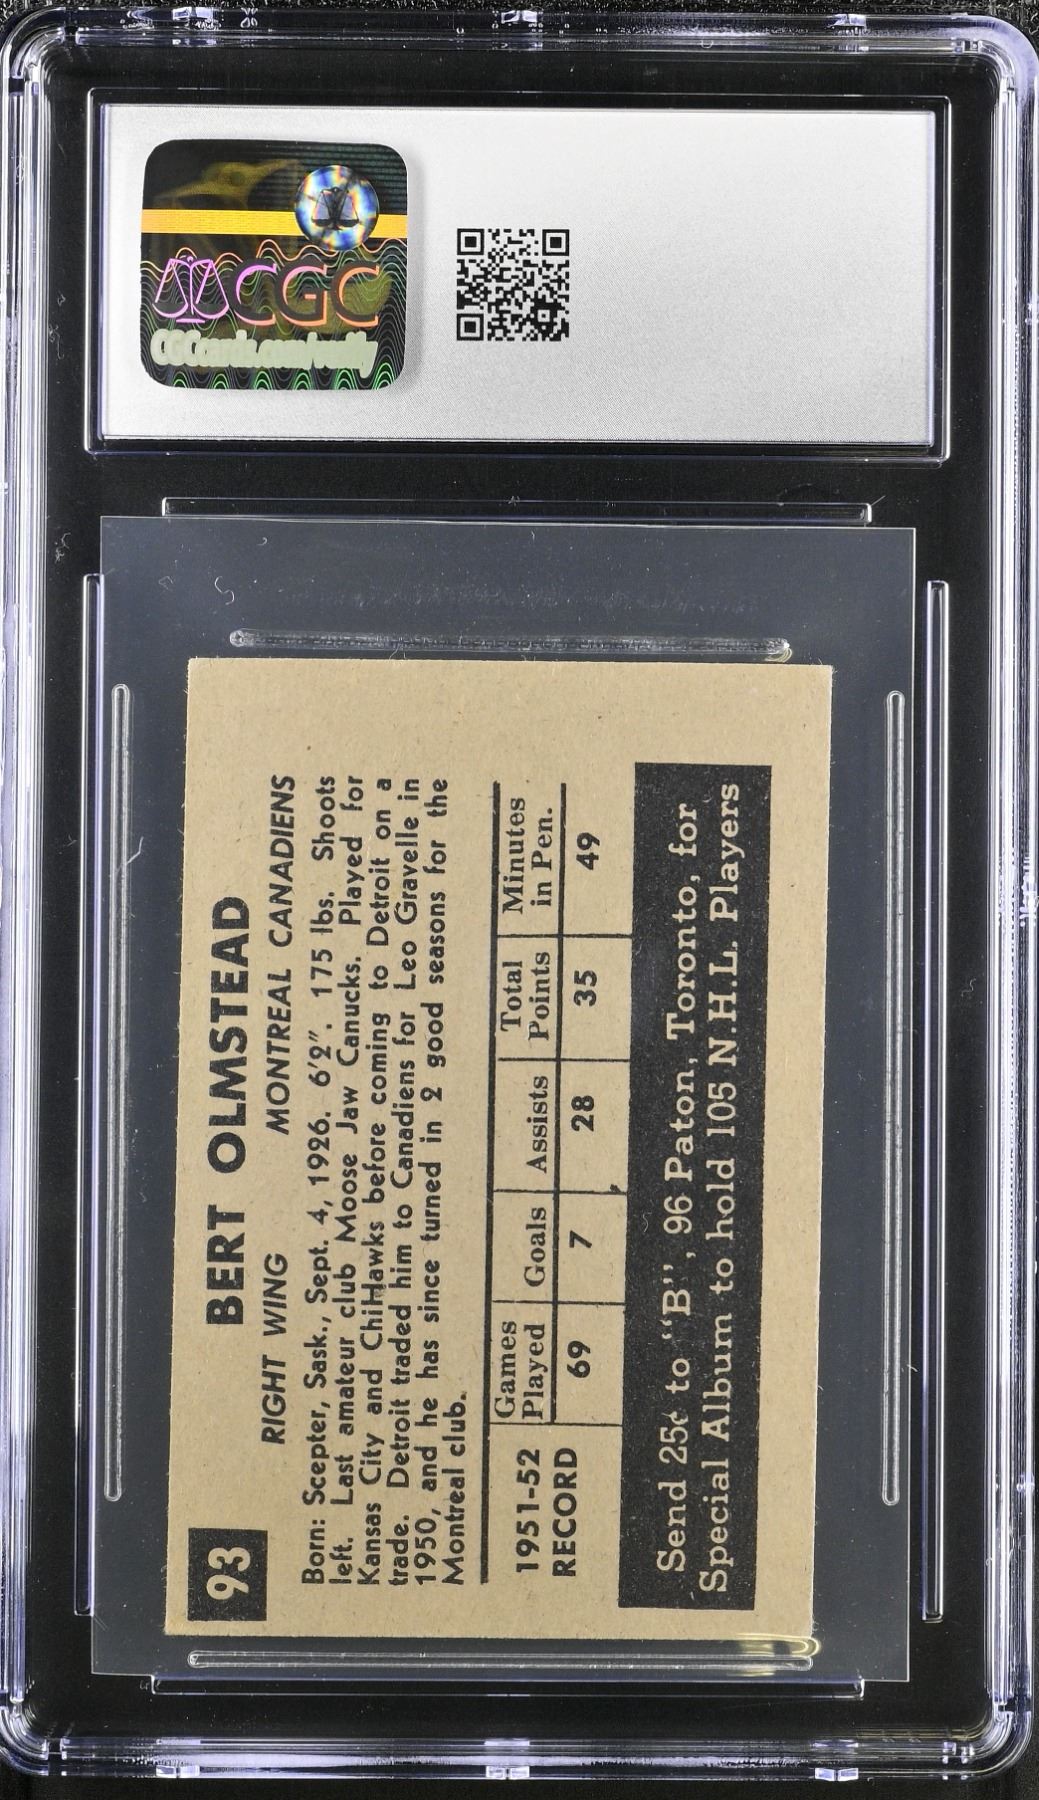 CGC
CGCcards.com/verify
93
BERT OLMSTEAD
RIGHT WING MONTREAL CANADIENS
Born: Scepter, Sask., Sept. 4, 1926. 6'2". 175 lbs. Shoots
left. Last amateur club Moose Jaw Canucks. Played for
Kansas City and ChiHawks before coming to Detroit on a
trade. Detroit traded him to Canadiens for Leo Gravelle in
1950, and he has since turned in 2 good seasons for the
Montreal club.
1951-52 Games Goals Assists Total Minutes
RECORD Played Points in Pen.
69 7 28 35 49
Send 25¢ to "B", 96 Paton, Toronto, for
Special Album to hold 105 N.H.L. Players